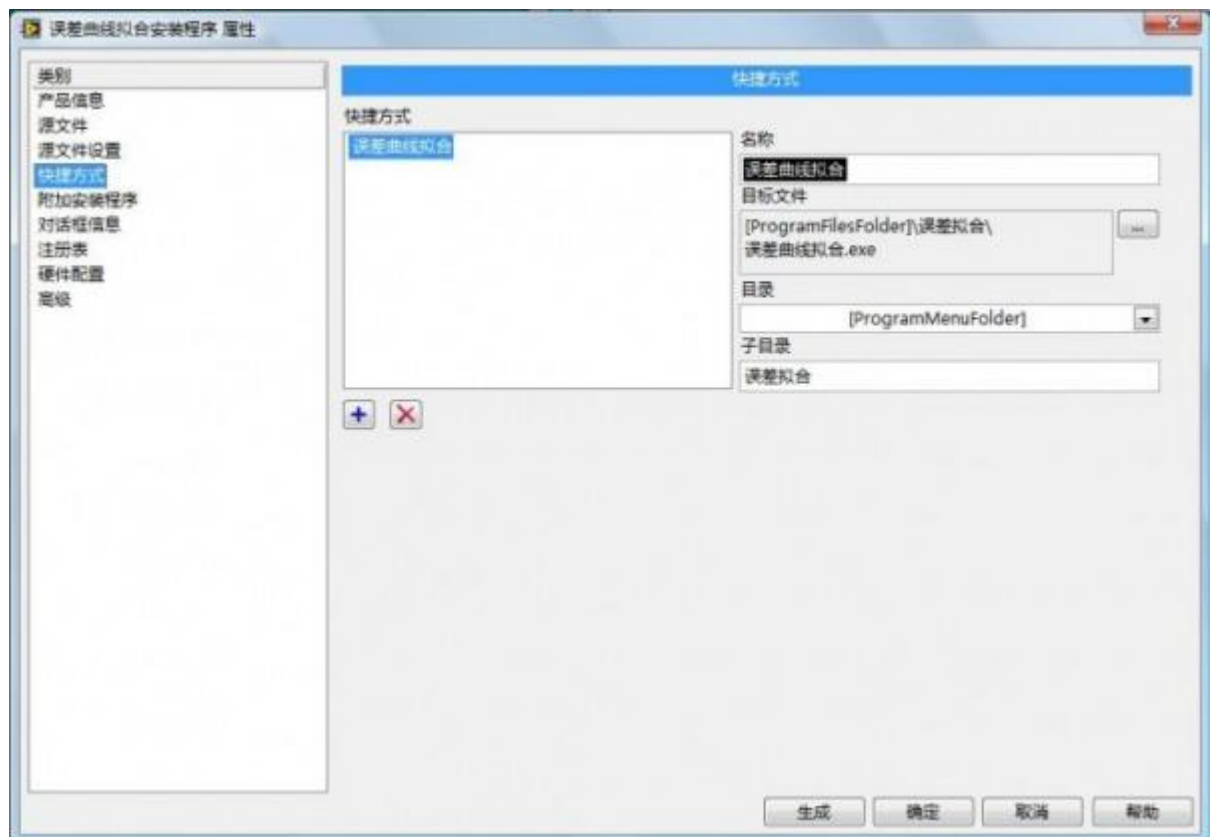 误差曲线拟合安装程序 属性
类别
产品信息
源文件
源文件设置
快捷方式
附加安装程序
对话框信息
注册表
硬件配置
高级
快捷方式
快捷方式
误差曲线拟合
名称
误差曲线拟合
目标文件
[ProgramFilesFolder]\误差拟合\
误差曲线拟合.exe
...
目录
[ProgramMenuFolder]
子目录
误差拟合
生成
确定
取消
帮助